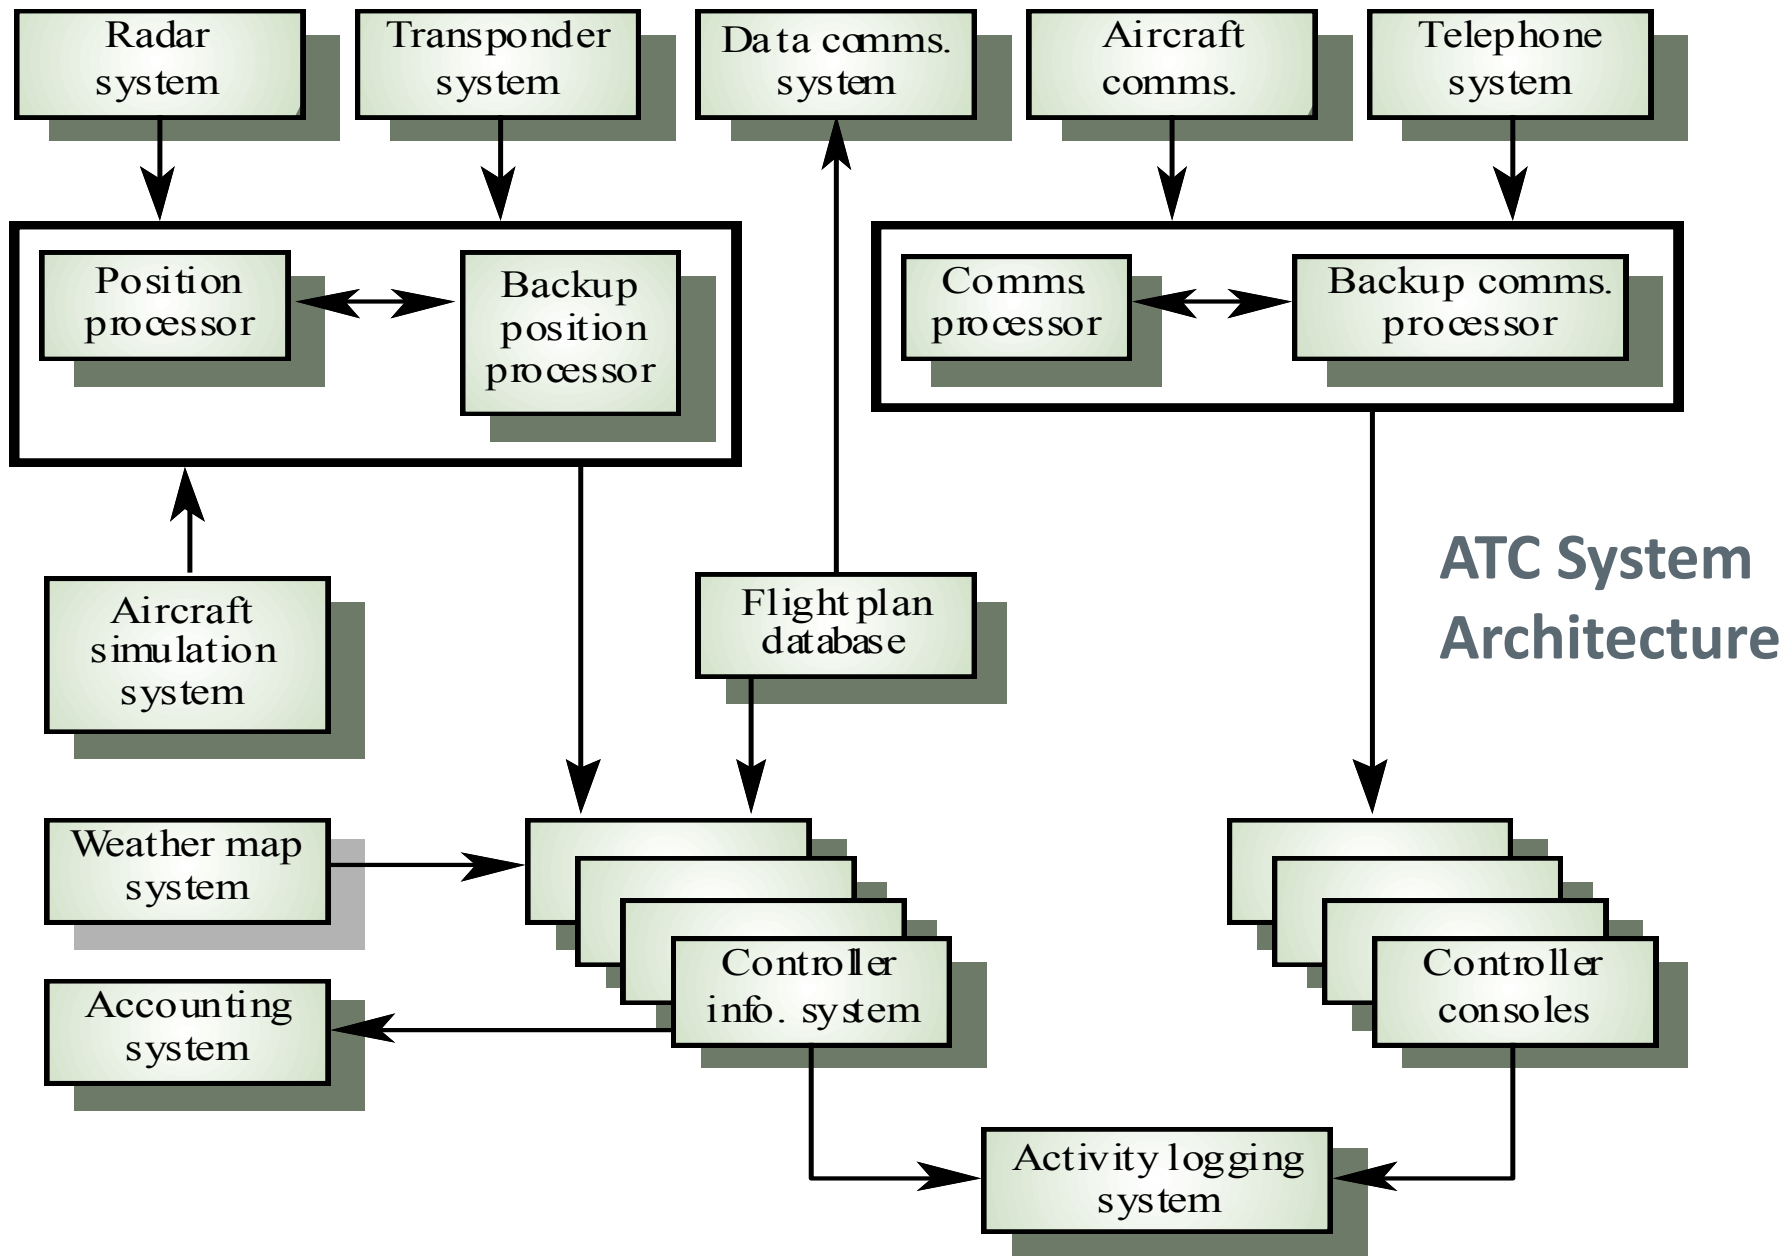 Radar
system
Transponder
system
Data comms.
system
Aircraft
comms.
Telephone
system
Position
processor
Backup
position
processor
Comms.
processor
Backup comms.
processor
ATC System
Architecture
Aircraft
simulation
system
Flight plan
database
Weather map
system
Controller
info. system
Controller
consoles
Accounting
system
Activity logging
system